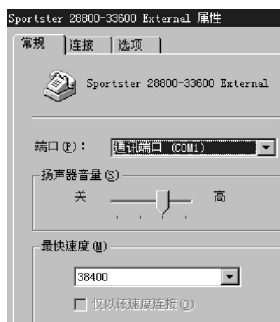 Sportster 28800-33600 External 属性
常规 连接 选项
Sportster 28800-33600 External
端口(P): 通讯端口 (COM1)
扬声器音量(S)
关 高
最快速度(M)
38400
仅以该速度连接(O)